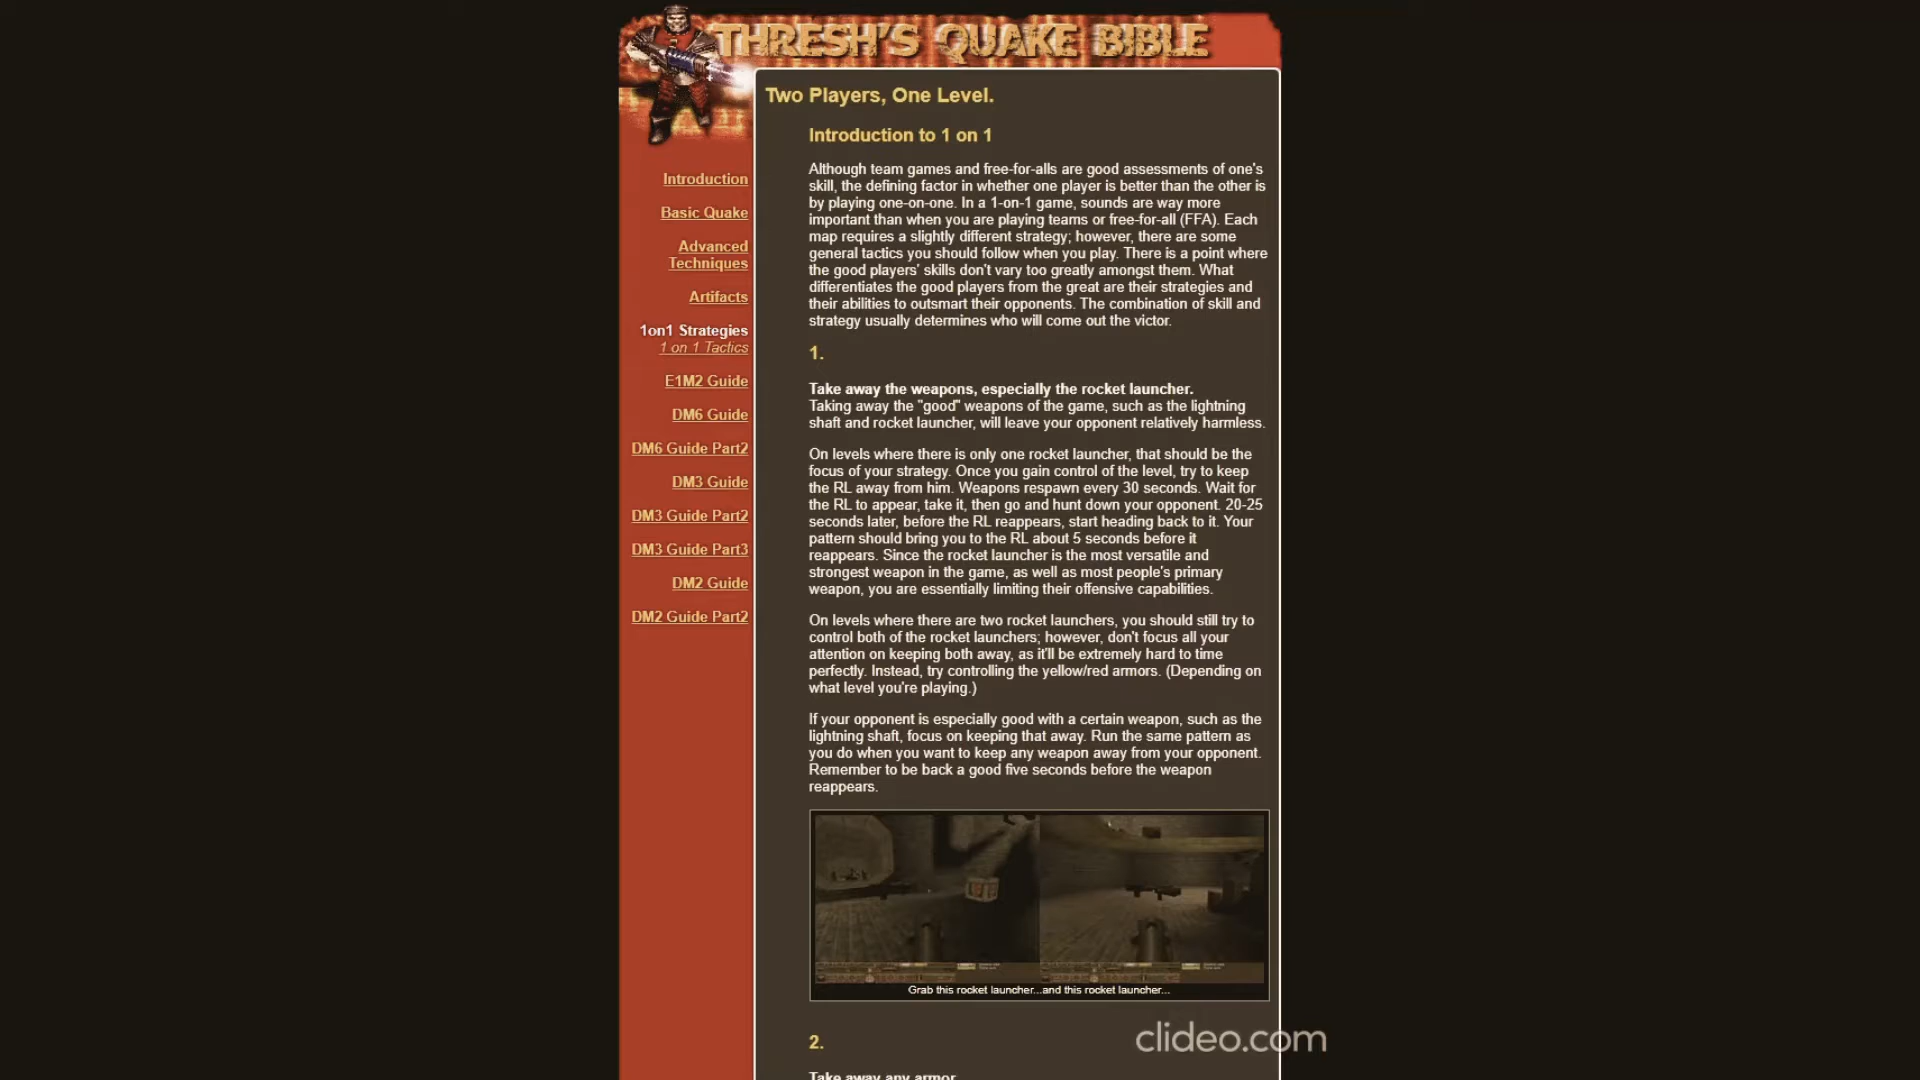 THRESH'S QUAKE BIBLE
Introduction
Basic Quake
Advanced
Techniques
Artifacts
1on1 Strategies
1 on 1 Tactics
E1M2 Guide
DM6 Guide
DM6 Guide Part2
DM3 Guide
DM3 Guide Part2
DM3 Guide Part3
DM2 Guide
DM2 Guide Part2
Two Players, One Level.
Introduction to 1 on 1
Although team games and free-for-alls are good assessments of one's
skill, the defining factor in whether one player is better than the other is
by playing one-on-one. In a 1-on-1 game, sounds are way more
important than when you are playing teams or free-for-all (FFA). Each
map requires a slightly different strategy; however, there are some
general tactics you should follow when you play. There is a point where
the good players' skills don't vary too greatly amongst them. What
differentiates the good players from the great are their strategies and
their abilities to outsmart their opponents. The combination of skill and
strategy usually determines who will come out the victor.
1.
Take away the weapons, especially the rocket launcher.
Taking away the "good" weapons of the game, such as the lightning
shaft and rocket launcher, will leave your opponent relatively harmless.
On levels where there is only one rocket launcher, that should be the
focus of your strategy. Once you gain control of the level, try to keep
the RL away from him. Weapons respawn every 30 seconds. Wait for
the RL to appear, take it, then go and hunt down your opponent. 20-25
seconds later, before the RL reappears, start heading back to it. Your
pattern should bring you to the RL about 5 seconds before it
reappears. Since the rocket launcher is the most versatile and
strongest weapon in the game, as well as most people's primary
weapon, you are essentially limiting their offensive capabilities.
On levels where there are two rocket launchers, you should still try to
control both of the rocket launchers; however, don't focus all your
attention on keeping both away, as it'll be extremely hard to time
perfectly. Instead, try controlling the yellow/red armors. (Depending on
what level you're playing.)
If your opponent is especially good with a certain weapon, such as the
lightning shaft, focus on keeping that away. Run the same pattern as
you do when you want to keep any weapon away from your opponent.
Remember to be back a good five seconds before the weapon
reappears.
Grab this rocket launcher...and this rocket launcher...
2.
Take away any armor
clideo.com